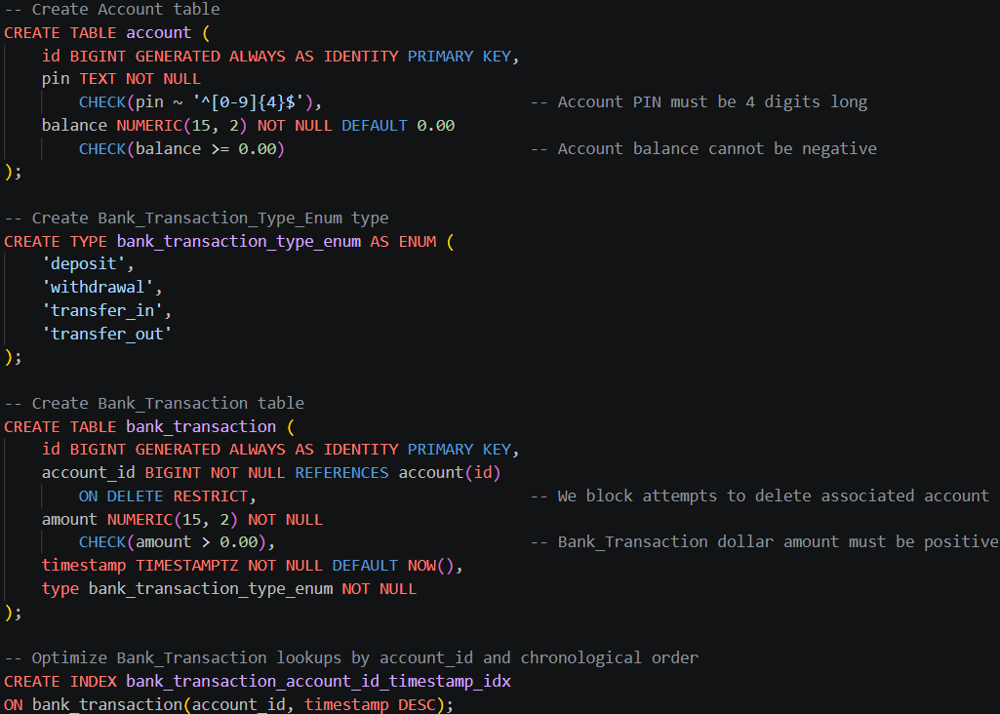 -- Create Account table
CREATE TABLE account (
    id BIGINT GENERATED ALWAYS AS IDENTITY PRIMARY KEY,
    pin TEXT NOT NULL
        CHECK(pin ~ '^[0-9]{4}$'),                      -- Account PIN must be 4 digits long
    balance NUMERIC(15, 2) NOT NULL DEFAULT 0.00
        CHECK(balance >= 0.00)                          -- Account balance cannot be negative
);

-- Create Bank_Transaction_Type_Enum type
CREATE TYPE bank_transaction_type_enum AS ENUM (
    'deposit',
    'withdrawal',
    'transfer_in',
    'transfer_out'
);

-- Create Bank_Transaction table
CREATE TABLE bank_transaction (
    id BIGINT GENERATED ALWAYS AS IDENTITY PRIMARY KEY,
    account_id BIGINT NOT NULL REFERENCES account(id)
        ON DELETE RESTRICT,                             -- We block attempts to delete associated account
    amount NUMERIC(15, 2) NOT NULL
        CHECK(amount > 0.00),                           -- Bank_Transaction dollar amount must be positive
    timestamp TIMESTAMPTZ NOT NULL DEFAULT NOW(),
    type bank_transaction_type_enum NOT NULL
);

-- Optimize Bank_Transaction lookups by account_id and chronological order
CREATE INDEX bank_transaction_account_id_timestamp_idx
ON bank_transaction(account_id, timestamp DESC);